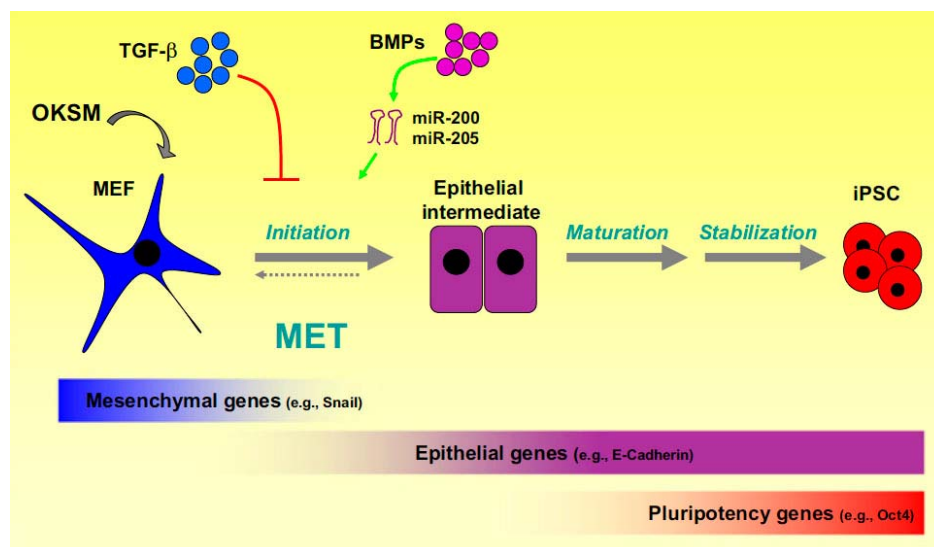 TGF-β
BMPs
OKSM
miR-200
miR-205
MEF
Epithelial
intermediate
iPSC
Initiation
Maturation
Stabilization
MET
Mesenchymal genes (e.g., Snail)
Epithelial genes (e.g., E-Cadherin)
Pluripotency genes (e.g., Oct4)